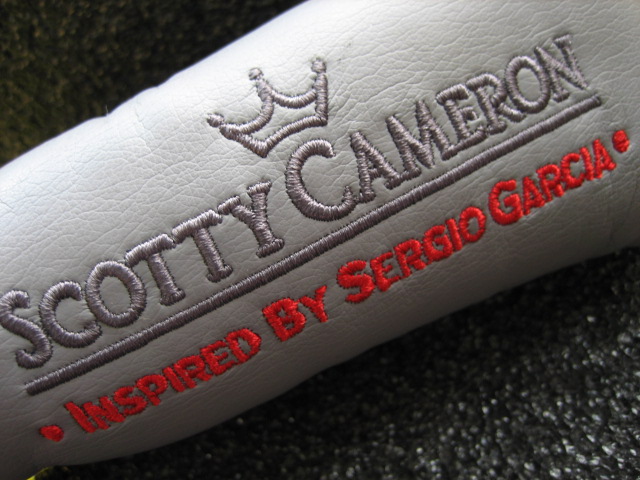 SCOTTY CAMERON
• INSPIRED BY SERGIO GARCIA •